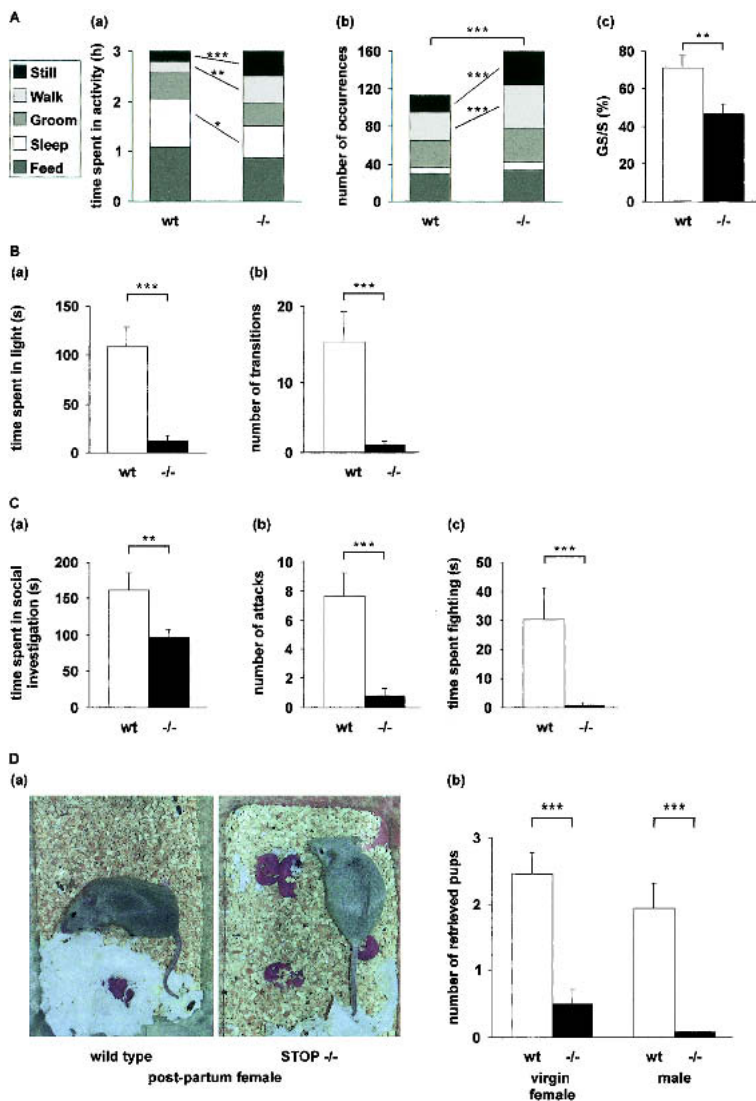 A
(a)
(b)
(c)
Still
Walk
Groom
Sleep
Feed
time spent in activity (h)
3
2
1
0
***
**
*
wt -/-
number of occurrences
160
120
80
40
0
***
***
***
wt -/-
GS/S (%)
80
60
40
20
0
**
wt -/-
B
(a)
(b)
time spent in light (s)
150
100
50
0
***
wt -/-
number of transitions
20
15
0
***
wt -/-
C
(a)
(b)
(c)
time spent in social
investigation (s)
200
150
100
50
0
**
wt -/-
number of attacks
10
8
6
4
2
0
***
wt -/-
time spent fighting (s)
50
40
30
20
10
0
***
wt -/-
D
(a)
(b)
wild type STOP -/-
post-partum female
number of retrieved pups
3
2
1
0
*** ***
wt -/- wt -/-
virgin male
female